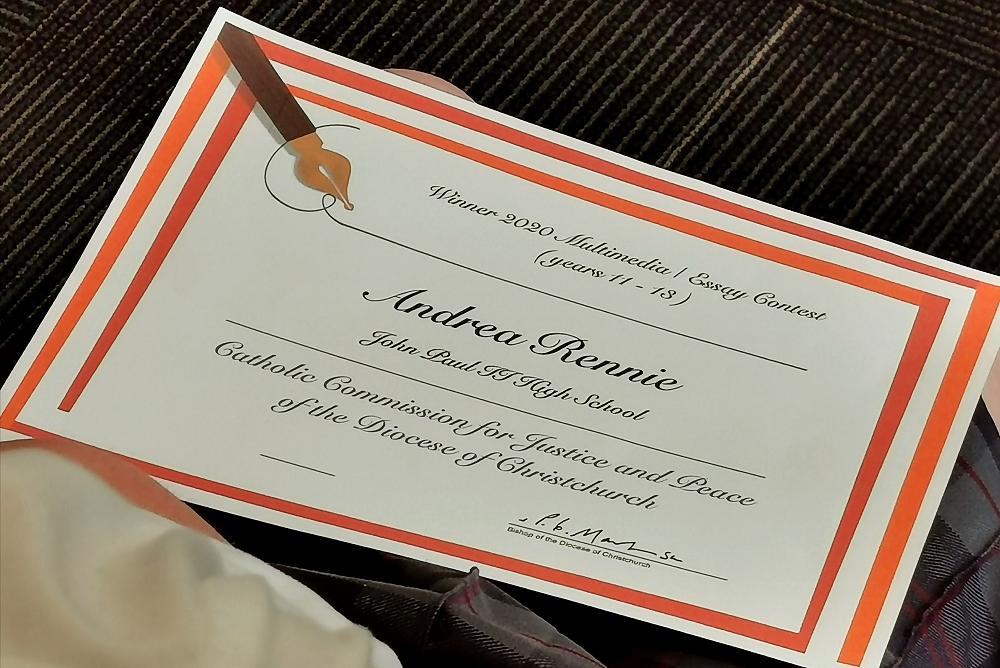 Winner 2020 Multimedia / Essay Contest
(years 11 - 13)
Andrea Rennie
John Paul II High School
Catholic Commission for Justice and Peace
of the Diocese of Christchurch
Bishop of the Diocese of Christchurch